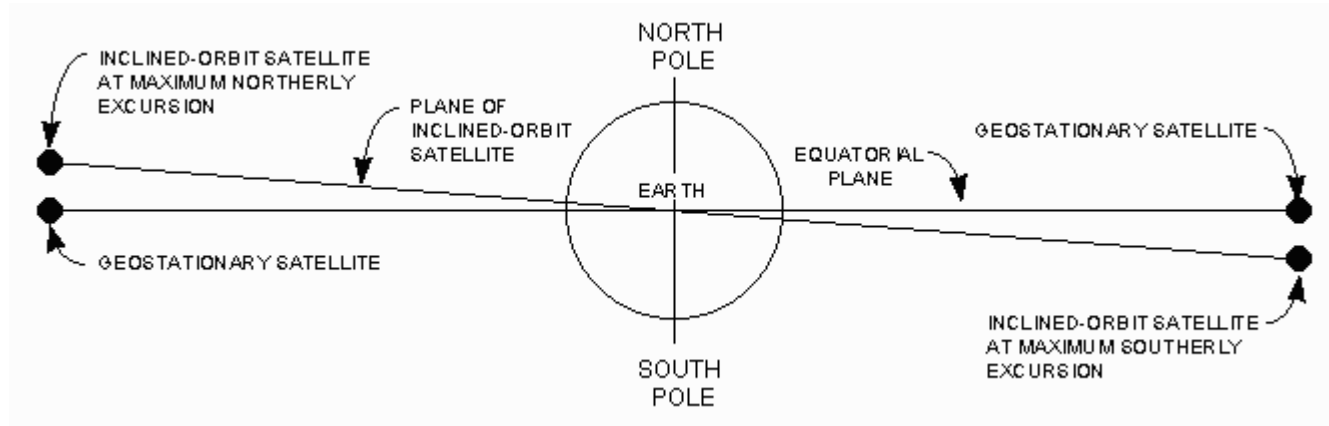 NORTH
POLE
INCLINED-ORBIT SATELLITE
AT MAXIMUM NORTHERLY
EXCURSION
PLANE OF
INCLINED-ORBIT
SATELLITE
GEOSTATIONARY SATELLITE
EQUATORIAL
PLANE
EARTH
GEOSTATIONARY SATELLITE
INCLINED-ORBIT SATELLITE
AT MAXIMUM SOUTHERLY
EXCURSION
SOUTH
POLE